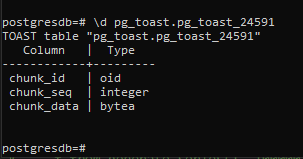 postgresdb=# \d pg_toast.pg_toast_24591
TOAST table "pg_toast.pg_toast_24591"
   Column   |  Type
------------+---------
 chunk_id   | oid
 chunk_seq  | integer
 chunk_data | bytea
postgresdb=#